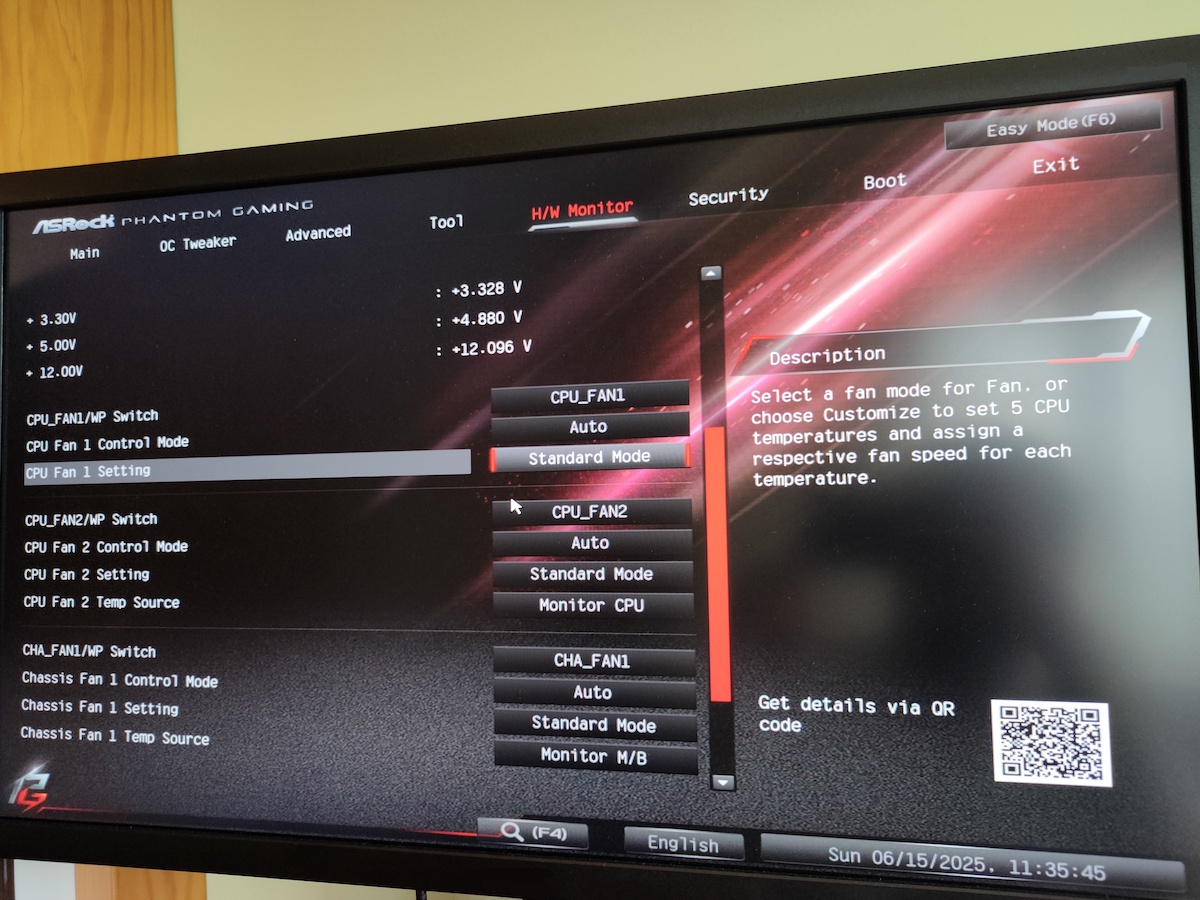 Easy Mode(F6)
ASRock PHANTOM GAMING
Main OC Tweaker Advanced Tool H/W Monitor Security Boot Exit
+ 3.30V : +3.328 V
+ 5.00V : +4.880 V
+ 12.00V : +12.096 V
CPU_FAN1/WP Switch CPU_FAN1
CPU Fan 1 Control Mode Auto
CPU Fan 1 Setting Standard Mode
CPU_FAN2/WP Switch CPU_FAN2
CPU Fan 2 Control Mode Auto
CPU Fan 2 Setting Standard Mode
CPU Fan 2 Temp Source Monitor CPU
CHA_FAN1/WP Switch CHA_FAN1
Chassis Fan 1 Control Mode Auto
Chassis Fan 1 Setting Standard Mode
Chassis Fan 1 Temp Source Monitor M/B
Description
Select a fan mode for Fan. or
choose Customize to set 5 CPU
temperatures and assign a
respective fan speed for each
temperature.
Get details via QR
code
(F4)
English
Sun 06/15/2025, 11:35:45